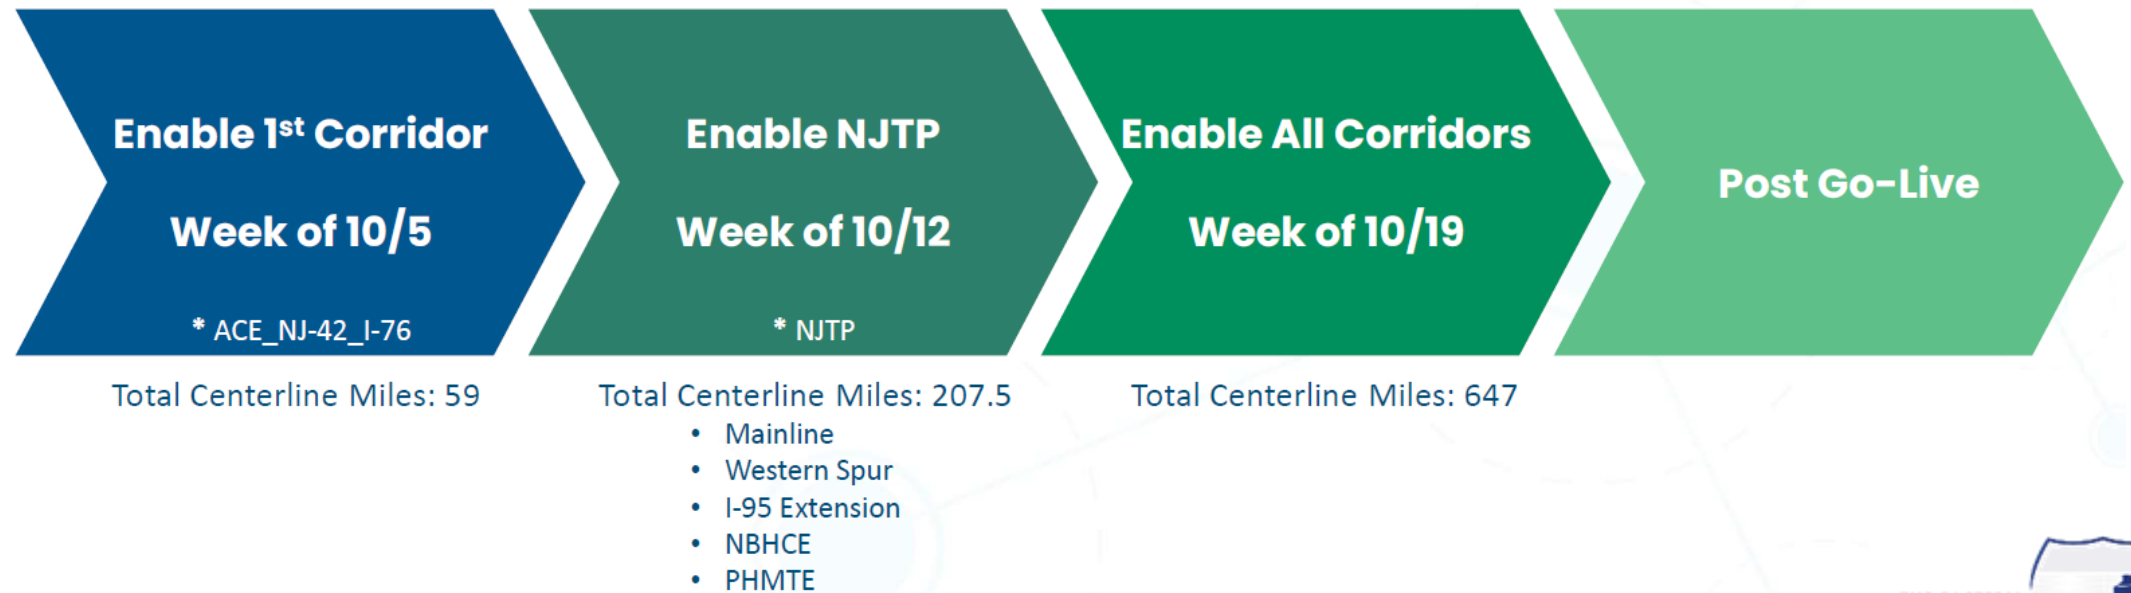 Enable 1st Corridor
Week of 10/5
* ACE_NJ-42_I-76
Total Centerline Miles: 59
Enable NJTP
Week of 10/12
* NJTP
Total Centerline Miles: 207.5
• Mainline
• Western Spur
• I-95 Extension
• NBHCE
• PHMTE
Enable All Corridors
Week of 10/19
Total Centerline Miles: 647
Post Go-Live